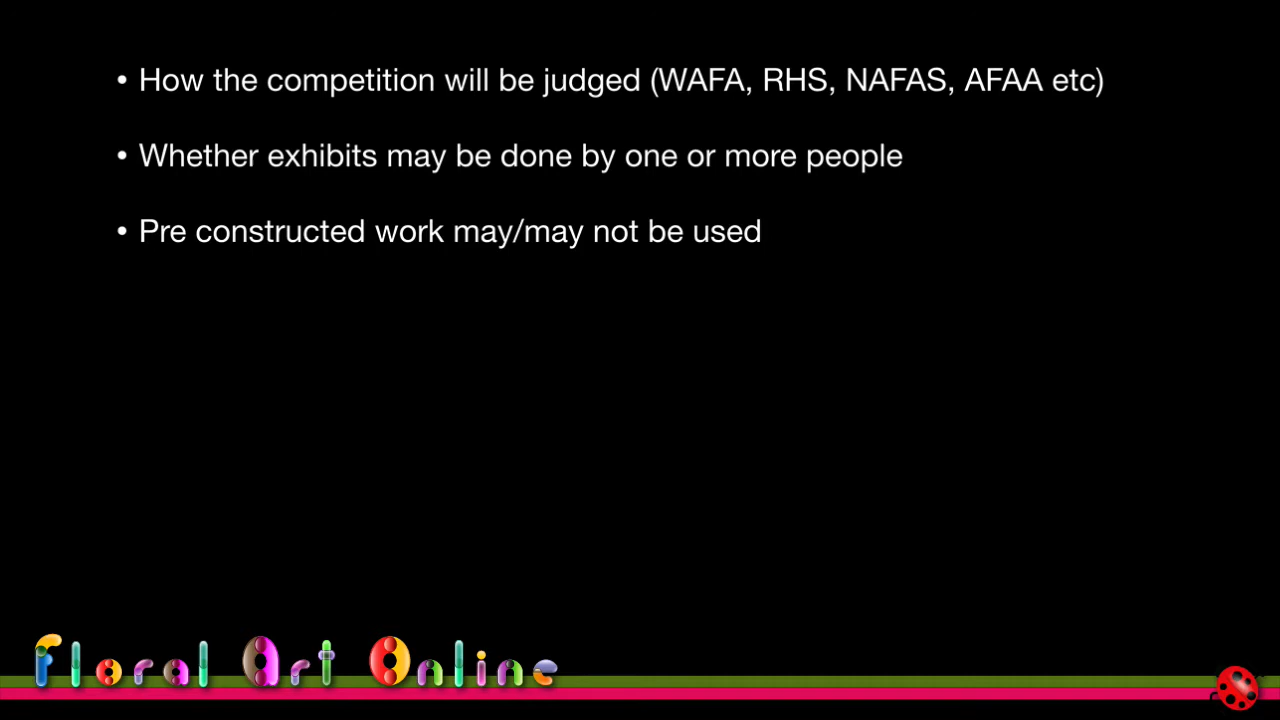 • How the competition will be judged (WAFA, RHS, NAFAS, AFAA etc)
• Whether exhibits may be done by one or more people
• Pre constructed work may/may not be used
Floral Art Online